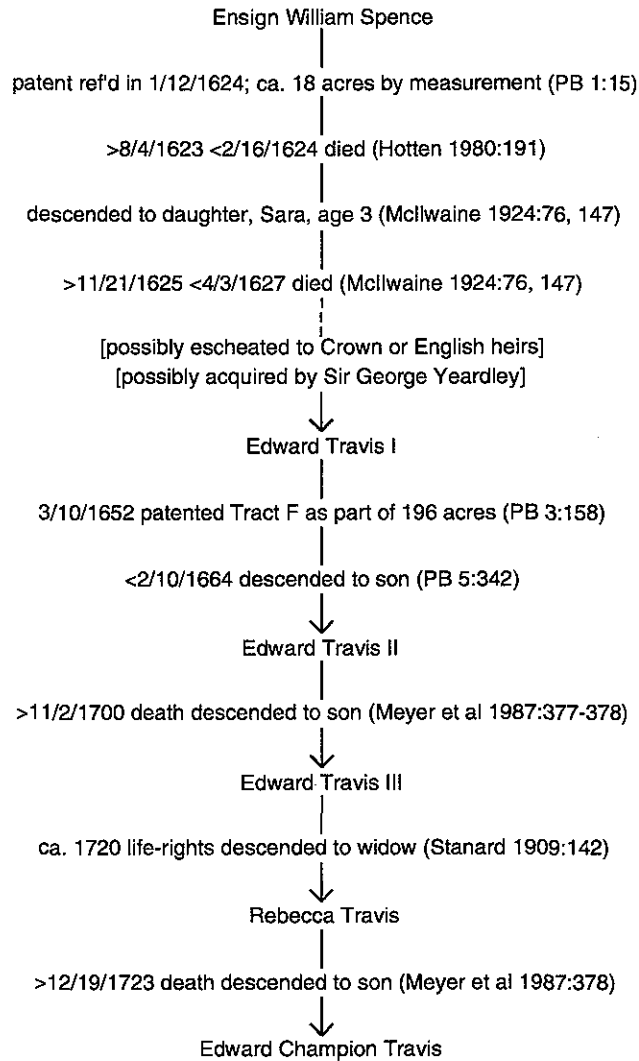 Ensign William Spence
patent ref'd in 1/12/1624; ca. 18 acres by measurement (PB 1:15)
>8/4/1623 <2/16/1624 died (Hotten 1980:191)
descended to daughter, Sara, age 3 (McIlwaine 1924:76, 147)
>11/21/1625 <4/3/1627 died (McIlwaine 1924:76, 147)
[possibly escheated to Crown or English heirs]
[possibly acquired by Sir George Yeardley]
Edward Travis I
3/10/1652 patented Tract F as part of 196 acres (PB 3:158)
<2/10/1664 descended to son (PB 5:342)
Edward Travis II
>11/2/1700 death descended to son (Meyer et al 1987:377-378)
Edward Travis III
ca. 1720 life-rights descended to widow (Stanard 1909:142)
Rebecca Travis
>12/19/1723 death descended to son (Meyer et al 1987:378)
Edward Champion Travis